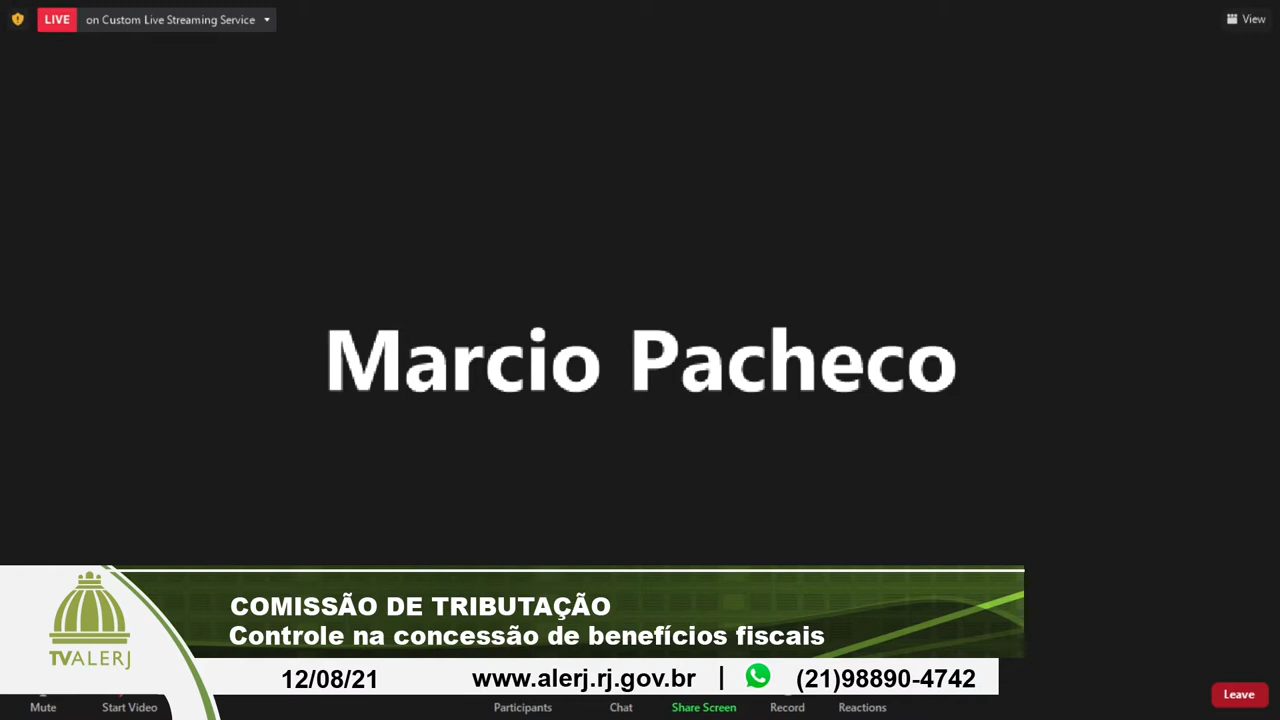 LIVE on Custom Live Streaming Service
View
Marcio Pacheco
COMISSÃO DE TRIBUTAÇÃO
Controle na concessão de benefícios fiscais
TVALERJ
12/08/21 www.alerj.rj.gov.br | (21)98890-4742
Leave
Mute Start Video Participants Chat Share Screen Record Reactions